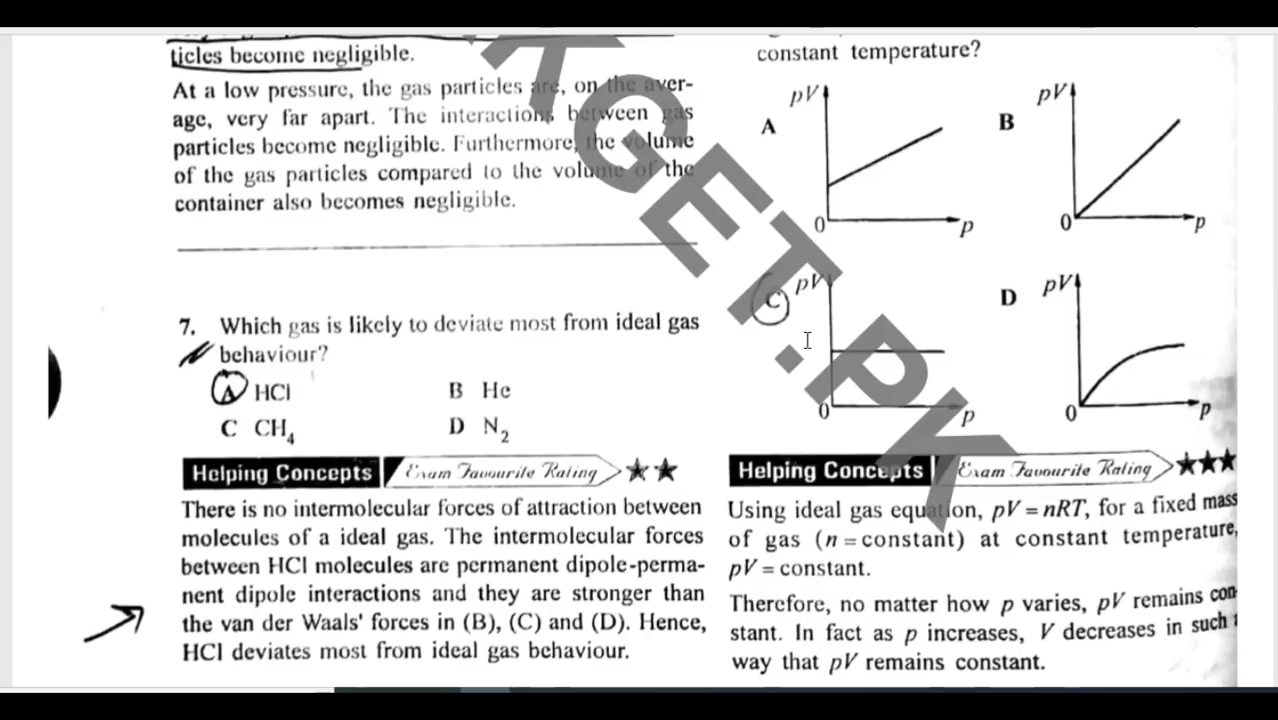 ticles become negligible.
At a low pressure, the gas particles are, on the aver-
age, very far apart. The interactions between gas
particles become negligible. Furthermore, the volume
of the gas particles compared to the volume of the
container also becomes negligible.
7. Which gas is likely to deviate most from ideal gas
behaviour?
A HCl B He
C CH₄ D N₂
Helping Concepts Exam Favourite Rating
There is no intermolecular forces of attraction between
molecules of a ideal gas. The intermolecular forces
between HCl molecules are permanent dipole-perma-
nent dipole interactions and they are stronger than
the van der Waals' forces in (B), (C) and (D). Hence,
HCl deviates most from ideal gas behaviour.
constant temperature?
A pV 0 p
B pV 0 p
C pV 0 p
D pV 0 p
Helping Concepts Exam Favourite Rating
Using ideal gas equation, pV = nRT, for a fixed mass
of gas (n = constant) at constant temperature,
pV = constant.
Therefore, no matter how p varies, pV remains con-
stant. In fact as p increases, V decreases in such
way that pV remains constant.
KGET.PK